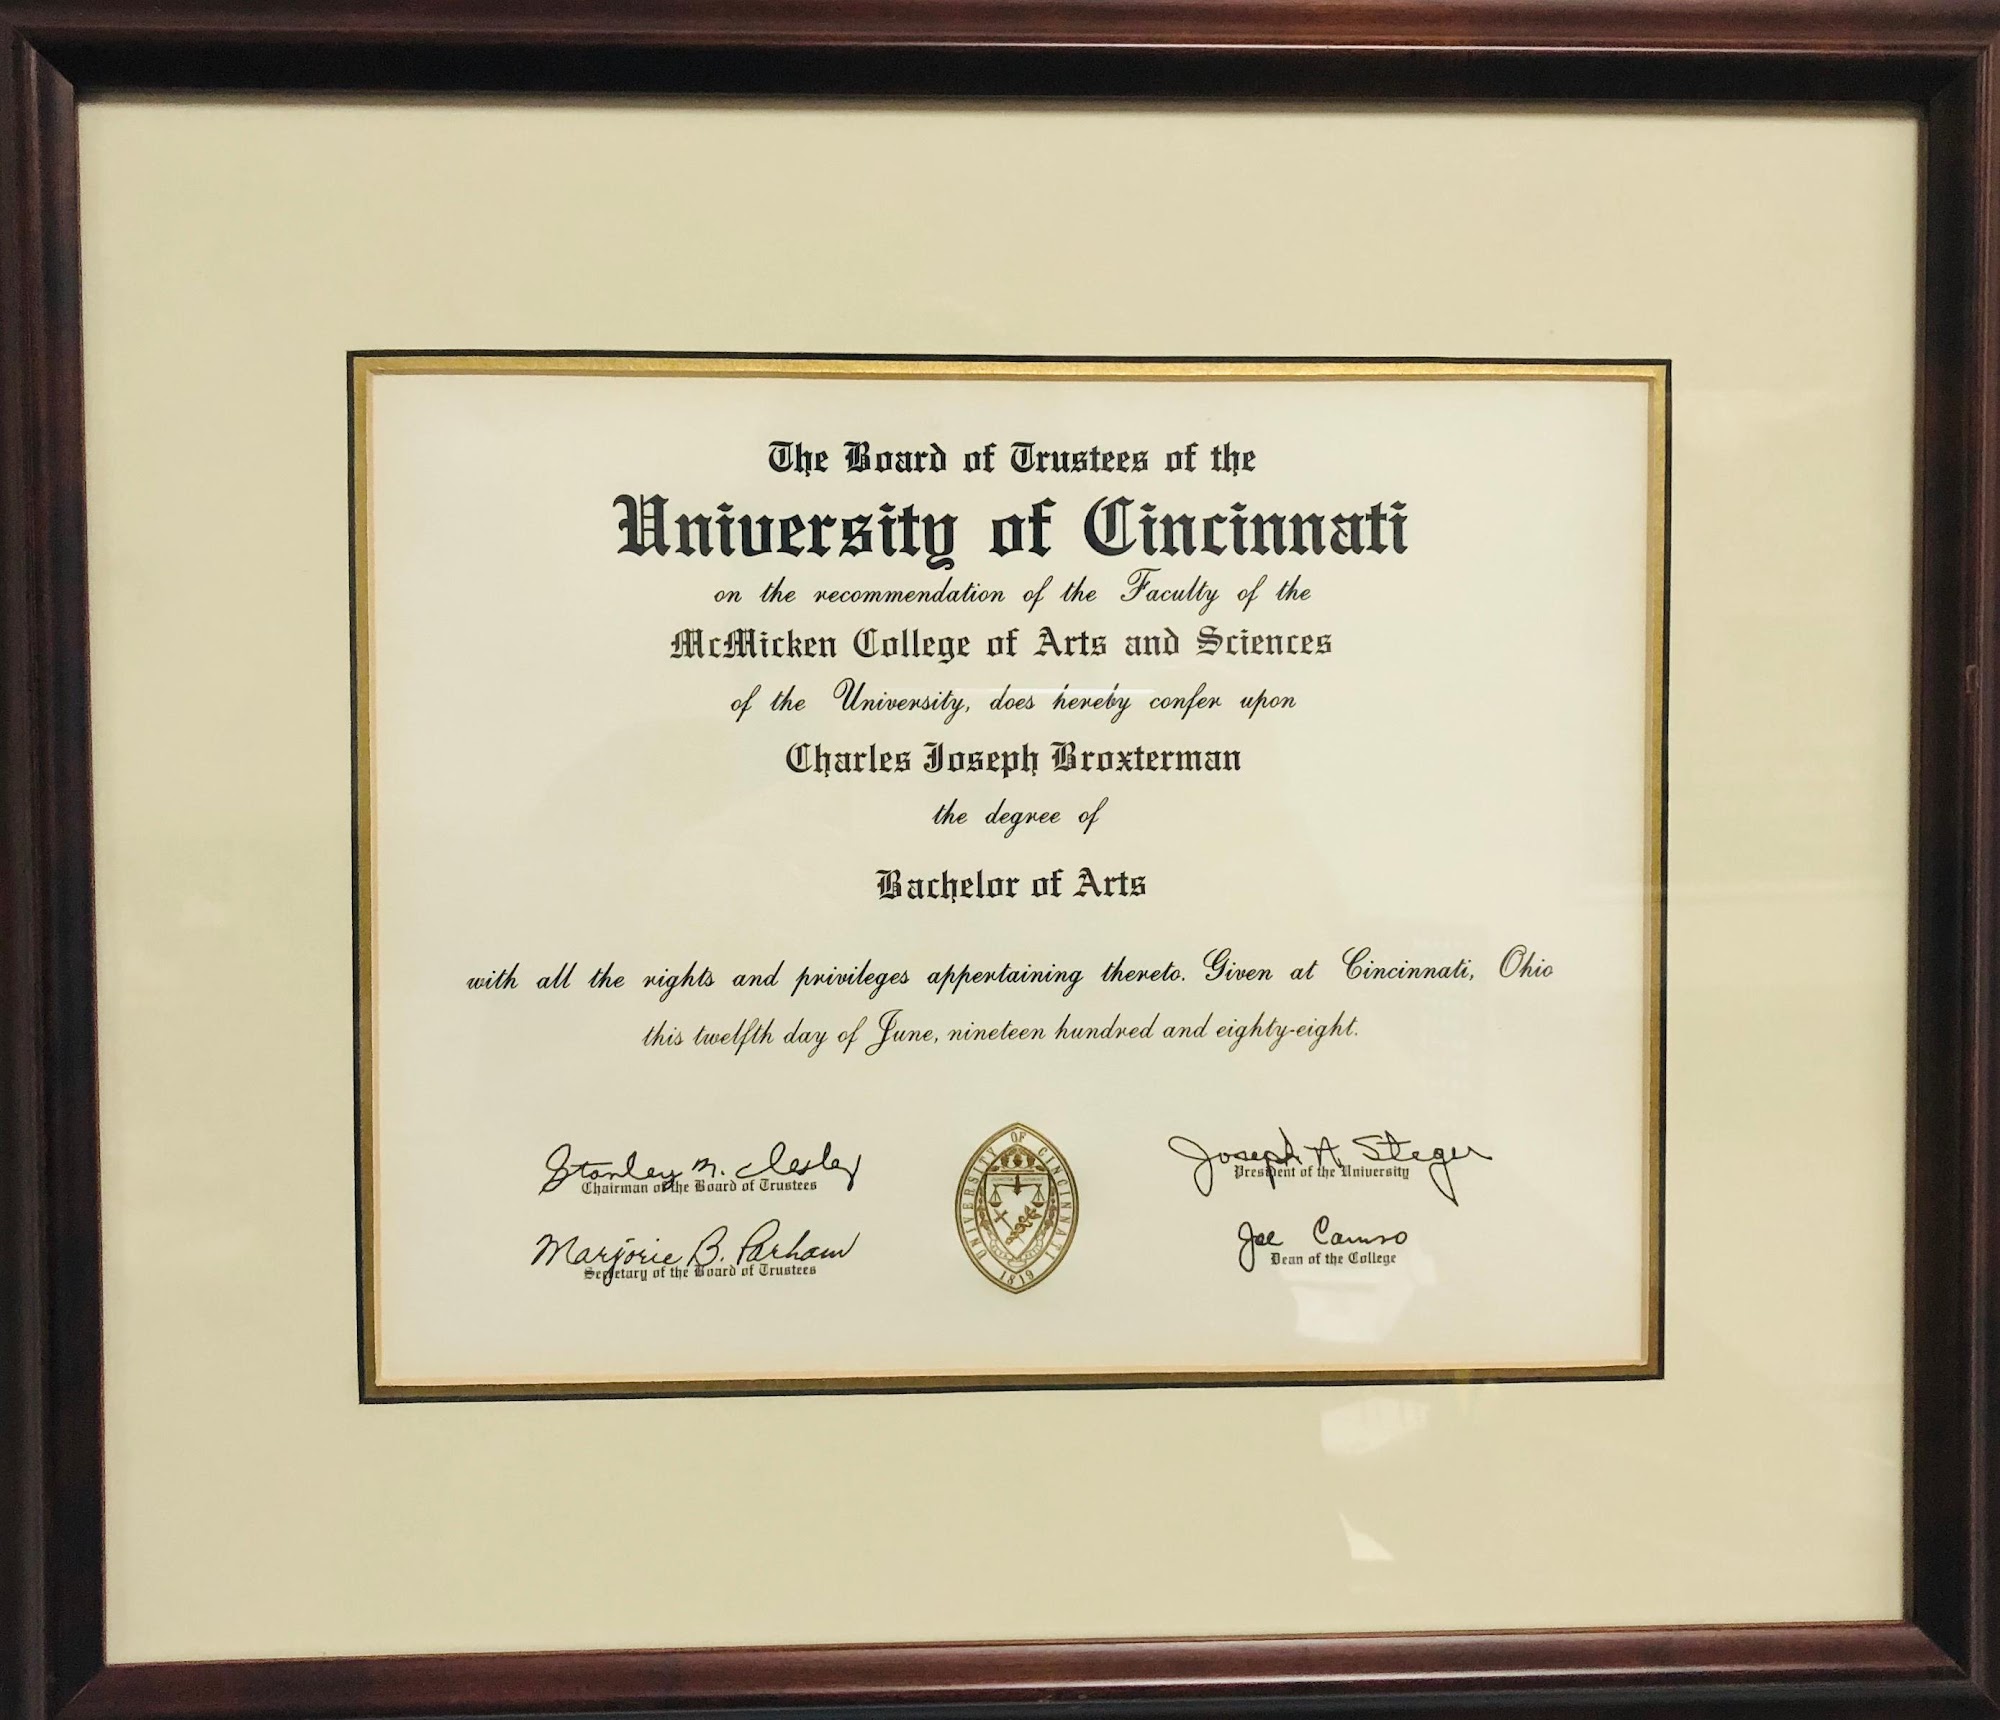 The Board of Trustees of the
University of Cincinnati
on the recommendation of the Faculty of the
McMicken College of Arts and Sciences
of the University, does hereby confer upon
Charles Joseph Broxterman
the degree of
Bachelor of Arts
with all the rights and privileges appertaining thereto. Given at Cincinnati, Ohio
this twelfth day of June, nineteen hundred and eighty-eight.
Stanley M. Chesley
Chairman of the Board of Trustees
Marjorie B. Parham
Secretary of the Board of Trustees
UNIVERSITY OF CINCINNATI
1819
Joseph A. Steger
President of the University
Joe Caruso
Dean of the College